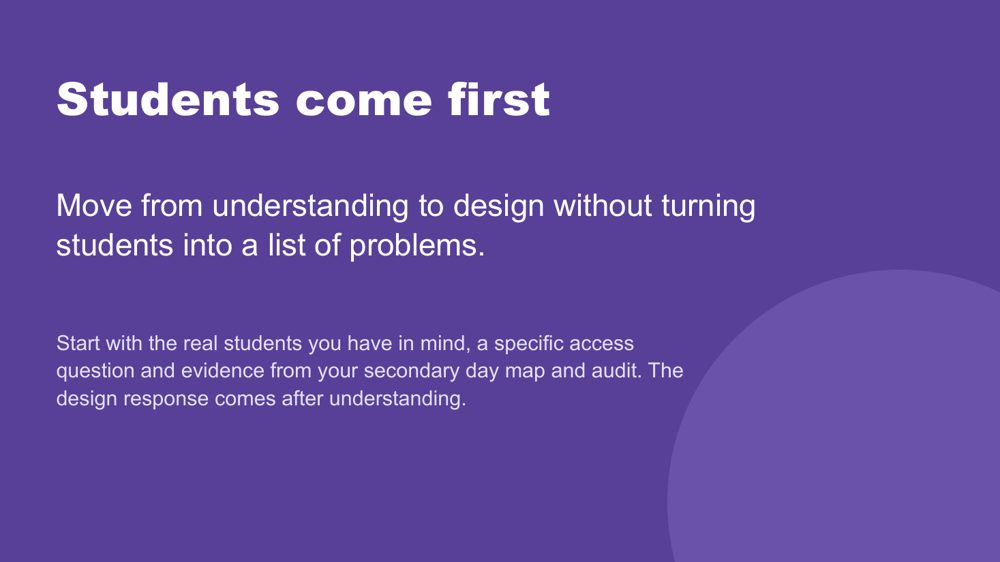 Students come first
Move from understanding to design without turning
students into a list of problems.
Start with the real students you have in mind, a specific access
question and evidence from your secondary day map and audit. The
design response comes after understanding.